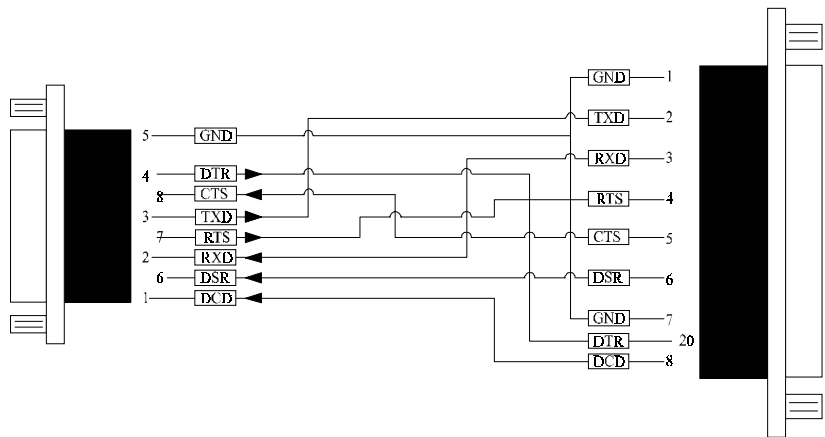 5 GND
4 DTR
8 CTS
3 TXD
7 RTS
2 RXD
6 DSR
1 DCD
GND 1
TXD 2
RXD 3
RTS 4
CTS 5
DSR 6
GND 7
DTR 20
DCD 8